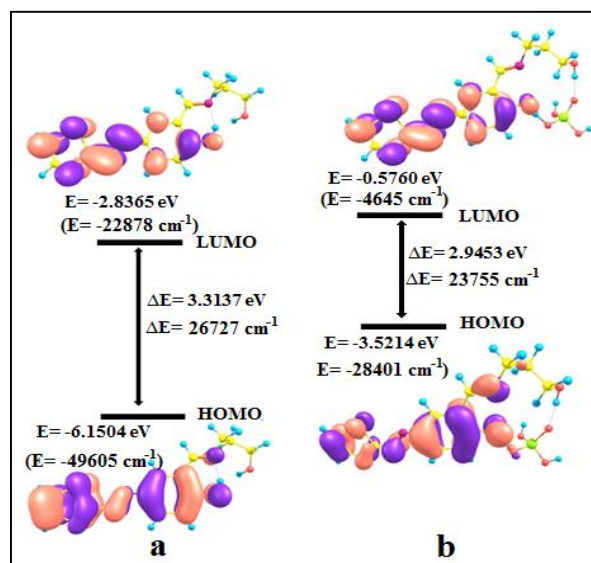 E= -2.8365 eV
(E= -22878 cm-1)
LUMO
ΔE= 3.3137 eV
ΔE= 26727 cm-1
HOMO
E= -6.1504 eV
(E= -49605 cm-1)
a
E= -0.5760 eV
(E= -4645 cm-1)
LUMO
ΔE= 2.9453 eV
ΔE= 23755 cm-1
HOMO
E= -3.5214 eV
E= -28401 cm-1)
b